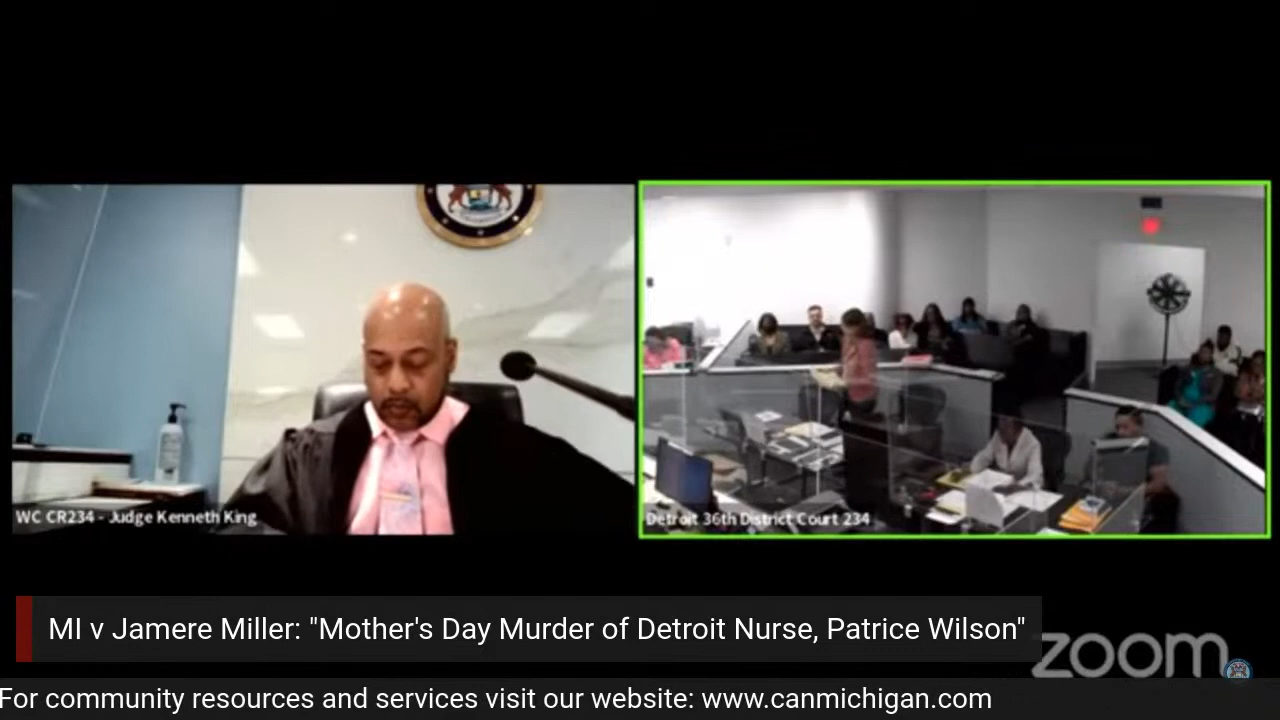 WC CR234 - Judge Kenneth King
Detroit 36th District Court 234
MI v Jamere Miller: "Mother's Day Murder of Detroit Nurse, Patrice Wilson"
zoom
For community resources and services visit our website: www.canmichigan.com